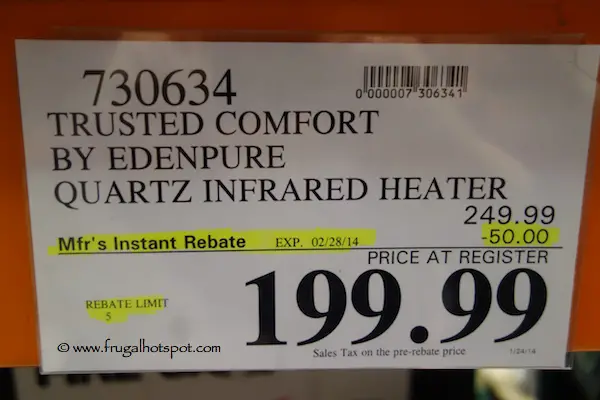 730634
0 000007 306341
TRUSTED COMFORT
BY EDENPURE
QUARTZ INFRARED HEATER
249.99
Mfr's Instant Rebate EXP. 02/28/14 -50.00
PRICE AT REGISTER
199.99
REBATE LIMIT
5
Sales Tax on the pre-rebate price 1/24/14
© www.frugalhotspot.com